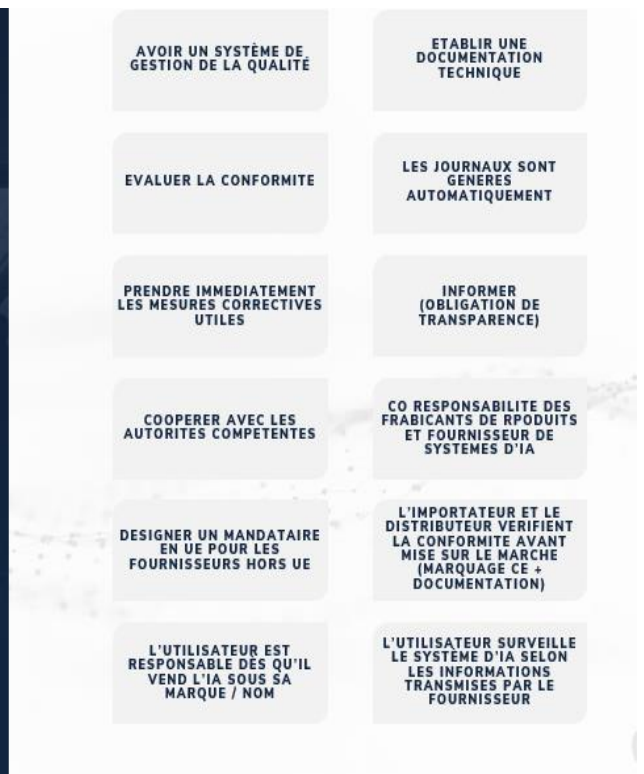 AVOIR UN SYSTÈME DE
GESTION DE LA QUALITÉ
ETABLIR UNE
DOCUMENTATION
TECHNIQUE
EVALUER LA CONFORMITE
LES JOURNAUX SONT
GENERES
AUTOMATIQUEMENT
PRENDRE IMMEDIATEMENT
LES MESURES CORRECTIVES
UTILES
INFORMER
(OBLIGATION DE
TRANSPARENCE)
COOPERER AVEC LES
AUTORITES COMPETENTES
CO RESPONSABILITE DES
FRABICANTS DE RPODUITS
ET FOURNISSEUR DE
SYSTEMES D'IA
DESIGNER UN MANDATAIRE
EN UE POUR LES
FOURNISSEURS HORS UE
L'IMPORTATEUR ET LE
DISTRIBUTEUR VERIFIENT
LA CONFORMITE AVANT
MISE SUR LE MARCHE
(MARQUAGE CE +
DOCUMENTATION)
L'UTILISATEUR EST
RESPONSABLE DÈS QU'IL
VEND L'IA SOUS SA
MARQUE / NOM
L'UTILISATEUR SURVEILLE
LE SYSTÈME D'IA SELON
LES INFORMATIONS
TRANSMISES PAR LE
FOURNISSEUR